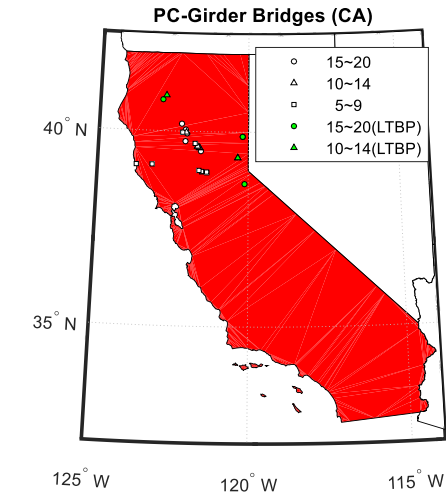 PC-Girder Bridges (CA)
15~20
10~14
5~9
15~20(LTBP)
10~14(LTBP)
40° N
35° N
125° W
120° W
115° W